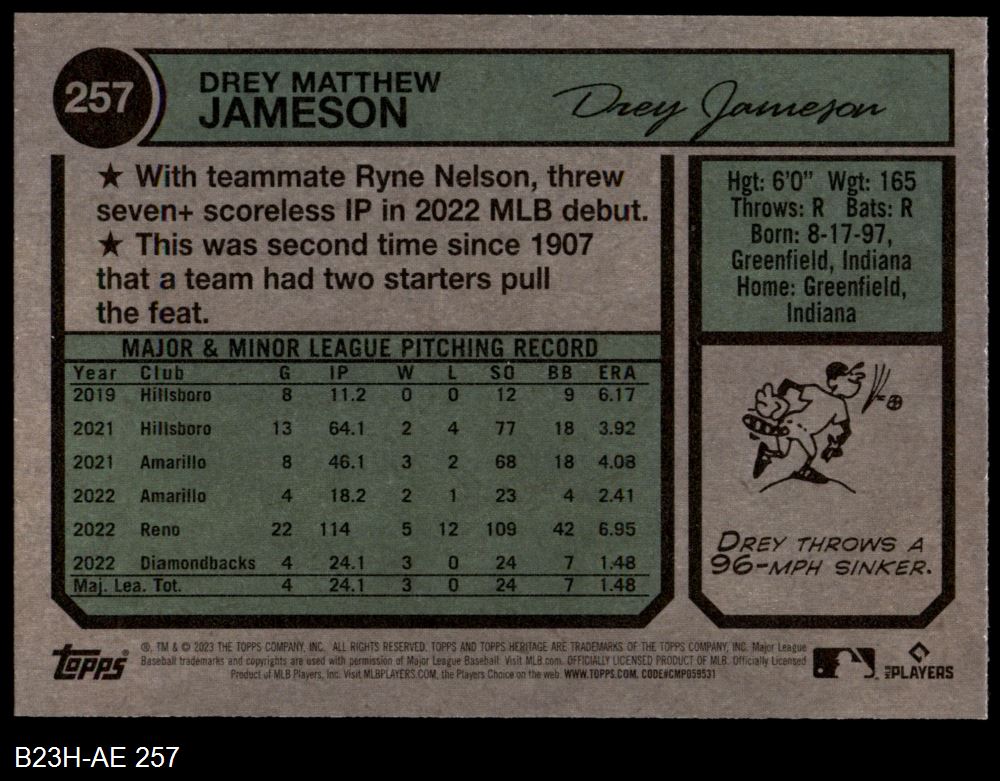 257
DREY MATTHEW
JAMESON
Drey Jameson
★ With teammate Ryne Nelson, threw
seven+ scoreless IP in 2022 MLB debut.
★ This was second time since 1907
that a team had two starters pull
the feat.
Hgt: 6'0" Wgt: 165
Throws: R Bats: R
Born: 8-17-97,
Greenfield, Indiana
Home: Greenfield,
Indiana
MAJOR & MINOR LEAGUE PITCHING RECORD
Year Club G IP W L SO BB ERA
2019 Hillsboro 8 11.2 0 0 12 9 6.17
2021 Hillsboro 13 64.1 2 4 77 18 3.92
2021 Amarillo 8 46.1 3 2 68 18 4.08
2022 Amarillo 4 18.2 2 1 23 4 2.41
2022 Reno 22 114 5 12 109 42 6.95
2022 Diamondbacks 4 24.1 3 0 24 7 1.48
Maj. Lea. Tot. 4 24.1 3 0 24 7 1.48
DREY THROWS A
96-MPH SINKER.
Topps
®, TM & © 2023 THE TOPPS COMPANY, INC. ALL RIGHTS RESERVED. TOPPS AND TOPPS HERITAGE ARE TRADEMARKS OF THE TOPPS COMPANY, INC. Major League
Baseball trademarks and copyrights are used with permission of Major League Baseball. Visit MLB.com. OFFICIALLY LICENSED PRODUCT OF MLB. Officially Licensed
Product of MLB Players, Inc. Visit MLBPLAYERS.COM, the Players Choice on the web. WWW.TOPPS.COM. CODE#CMP059531
MLB PLAYERS
B23H-AE 257